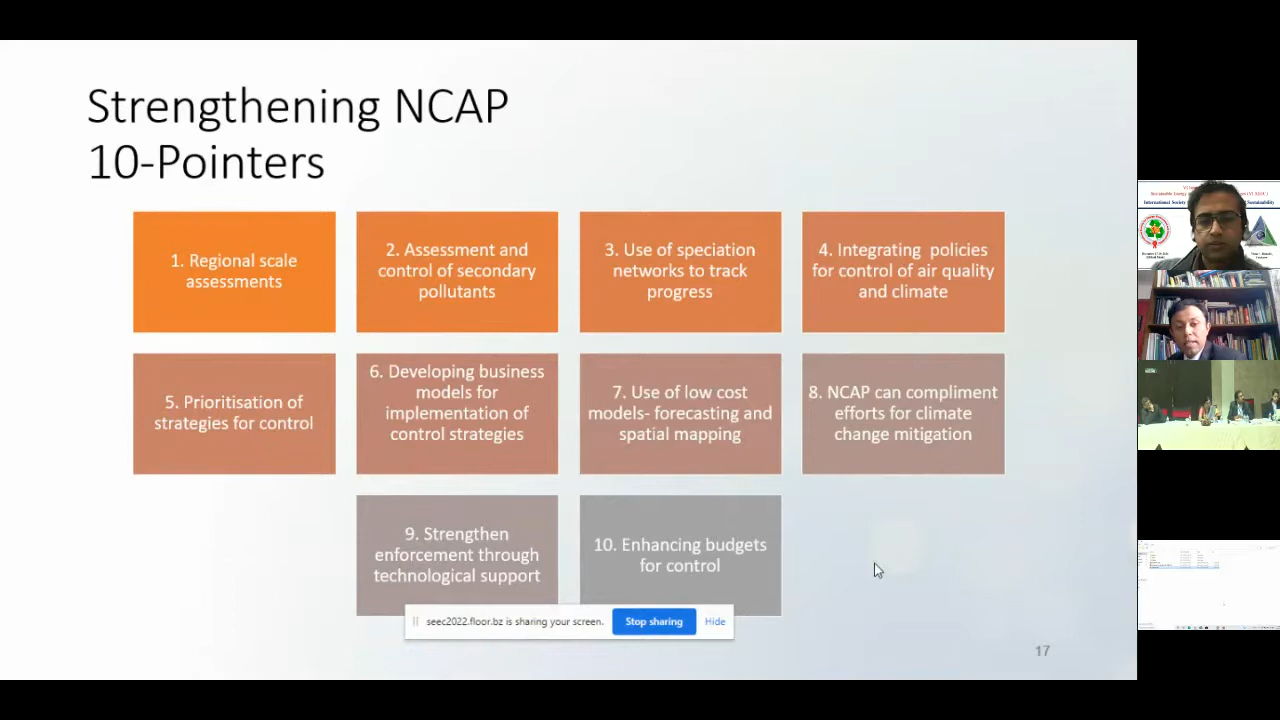 Strengthening NCAP
10-Pointers
1. Regional scale
assessments
2. Assessment and
control of secondary
pollutants
3. Use of speciation
networks to track
progress
4. Integrating policies
for control of air quality
and climate
5. Prioritisation of
strategies for control
6. Developing business
models for
implementation of
control strategies
7. Use of low cost
models- forecasting and
spatial mapping
8. NCAP can compliment
efforts for climate
change mitigation
9. Strengthen
enforcement through
technological support
10. Enhancing budgets
for control
seec2022.floor.bz is sharing your screen.
Stop sharing
Hide
17
International Society
Sustainability